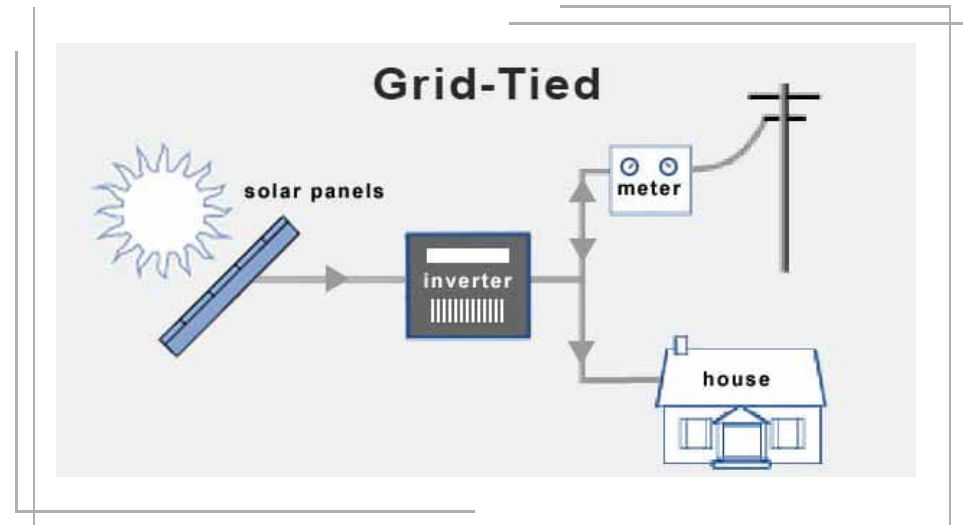 Grid-Tied
solar panels
meter
inverter
house